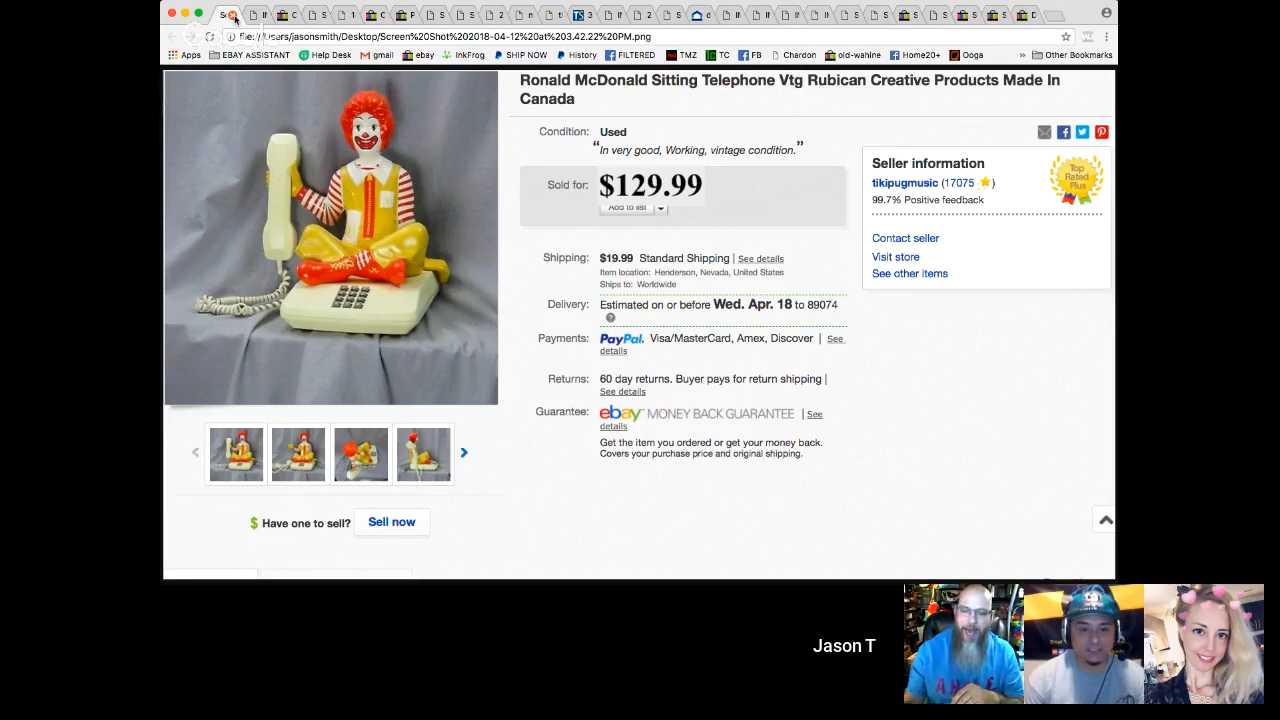 file:///Users/jasonsmith/Desktop/Screen%20Shot%202018-04-12%20at%203.42.22%20PM.png
Apps EBAY ASSISTANT Help Desk gmail ebay InkFrog SHIP NOW History FILTERED TMZ TC FB Chardon old-wahine Home20+ Ooga » Other Bookmarks
Ronald McDonald Sitting Telephone Vtg Rubican Creative Products Made In
Canada
Condition: Used
“In very good, Working, vintage condition.”
Sold for: $129.99
Add to list
Shipping: $19.99 Standard Shipping | See details
Item location: Henderson, Nevada, United States
Ships to: Worldwide
Delivery: Estimated on or before Wed. Apr. 18 to 89074
Payments: PayPal Visa/MasterCard, Amex, Discover | See
details
Returns: 60 day returns. Buyer pays for return shipping |
See details
Guarantee: ebay MONEY BACK GUARANTEE | See
details
Get the item you ordered or get your money back.
Covers your purchase price and original shipping.
Seller information
tikipugmusic (17075)
99.7% Positive feedback
Top
Rated
Plus
Contact seller
Visit store
See other items
$ Have one to sell? Sell now
Jason T